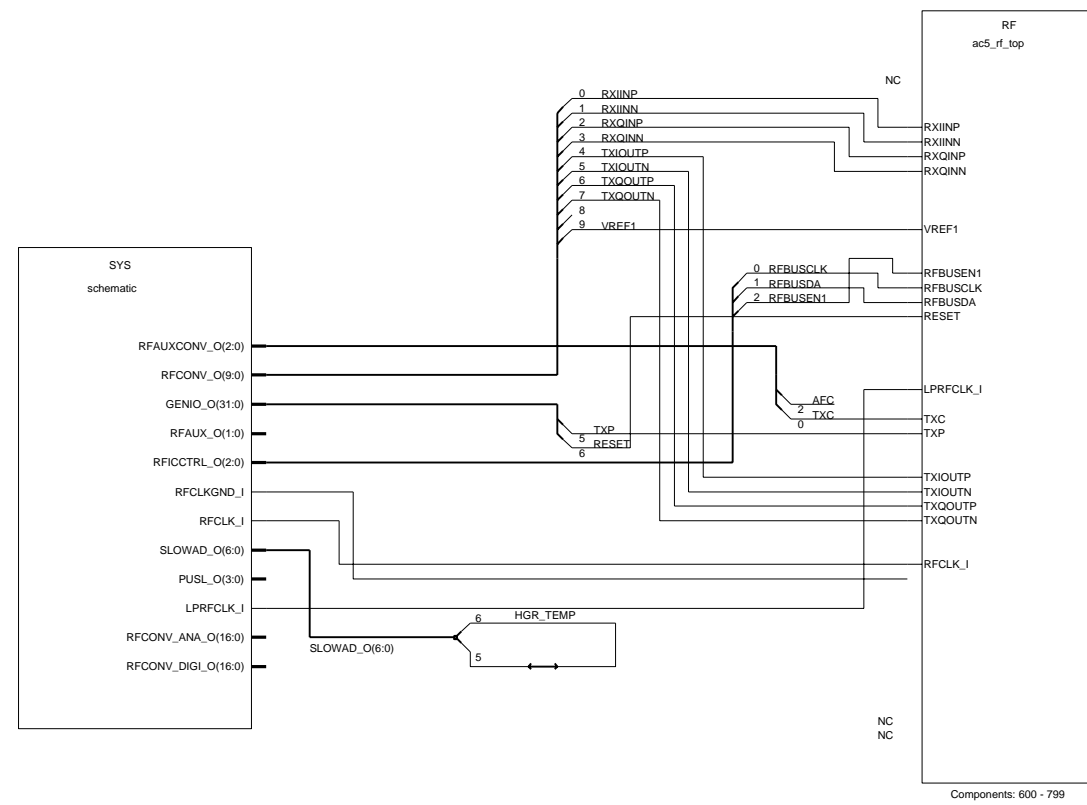 RF
ac5_rf_top
NC
0 RXIINP
1 RXIINN
2 RXQINP
3 RXQINN
4 TXIOUTP
5 TXIOUTN
6 TXQOUTP
7 TXQOUTN
8
9 VREF1
RXIINP
RXIINN
RXQINP
RXQINN
VREF1
0 RFBUSCLK
1 RFBUSDA
2 RFBUSEN1
RFBUSEN1
RFBUSCLK
RFBUSDA
RESET
SYS
schematic
RFAUXCONV_O(2:0)
RFCONV_O(9:0)
GENIO_O(31:0)
RFAUX_O(1:0)
RFICCTRL_O(2:0)
RFCLKGND_I
RFCLK_I
SLOWAD_O(6:0)
PUSL_O(3:0)
LPRFCLK_I
RFCONV_ANA_O(16:0)
RFCONV_DIGI_O(16:0)
TXP
5
RESET
6
AFC
2
TXC
0
LPRFCLK_I
TXC
TXP
TXIOUTP
TXIOUTN
TXQOUTP
TXQOUTN
RFCLK_I
6 HGR_TEMP
SLOWAD_O(6:0)
5
NC
NC
Components: 600 - 799